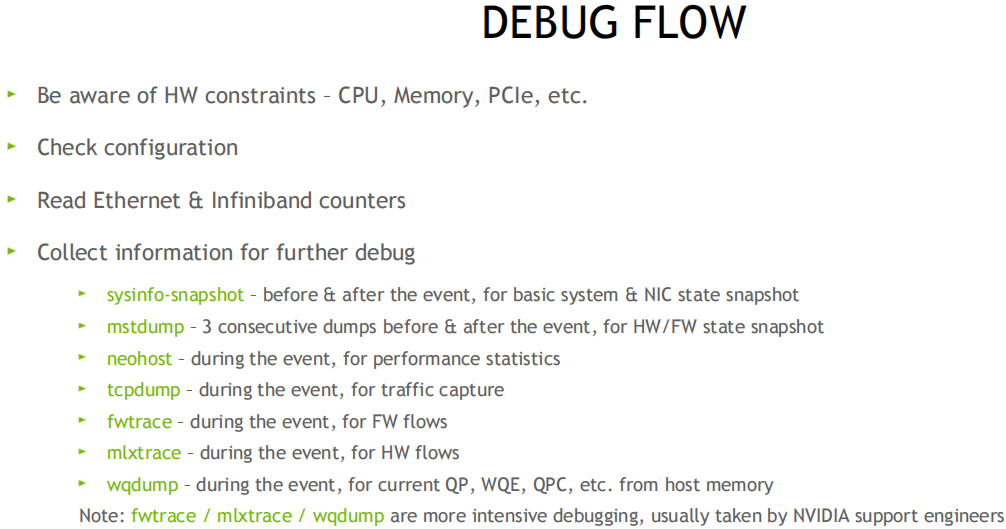 DEBUG FLOW
Be aware of HW constraints – CPU, Memory, PCIe, etc.
Check configuration
Read Ethernet & Infiniband counters
Collect information for further debug
sysinfo-snapshot – before & after the event, for basic system & NIC state snapshot
mstdump – 3 consecutive dumps before & after the event, for HW/FW state snapshot
neohost – during the event, for performance statistics
tcpdump – during the event, for traffic capture
fwtrace – during the event, for FW flows
mlxtrace – during the event, for HW flows
wqdump – during the event, for current QP, WQE, QPC, etc. from host memory
Note: fwtrace / mlxtrace / wqdump are more intensive debugging, usually taken by NVIDIA support engineers